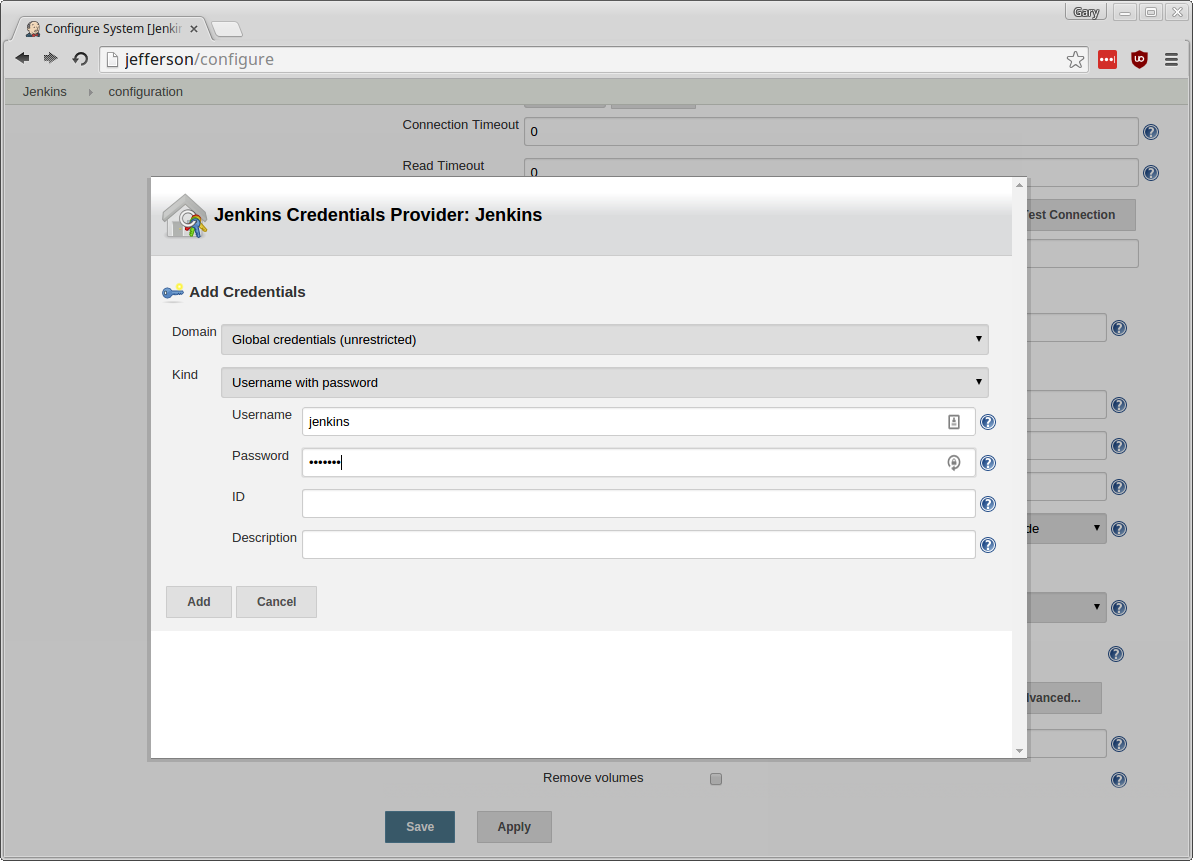 Gary
Configure System [Jenkin
jefferson/configure
Jenkins configuration
Connection Timeout 0
Read Timeout 0
Jenkins Credentials Provider: Jenkins
Test Connection
Add Credentials
Domain Global credentials (unrestricted)
Kind Username with password
Username jenkins
Password •••••••
ID
Description
de
Add Cancel
dvanced...
Remove volumes
Save Apply